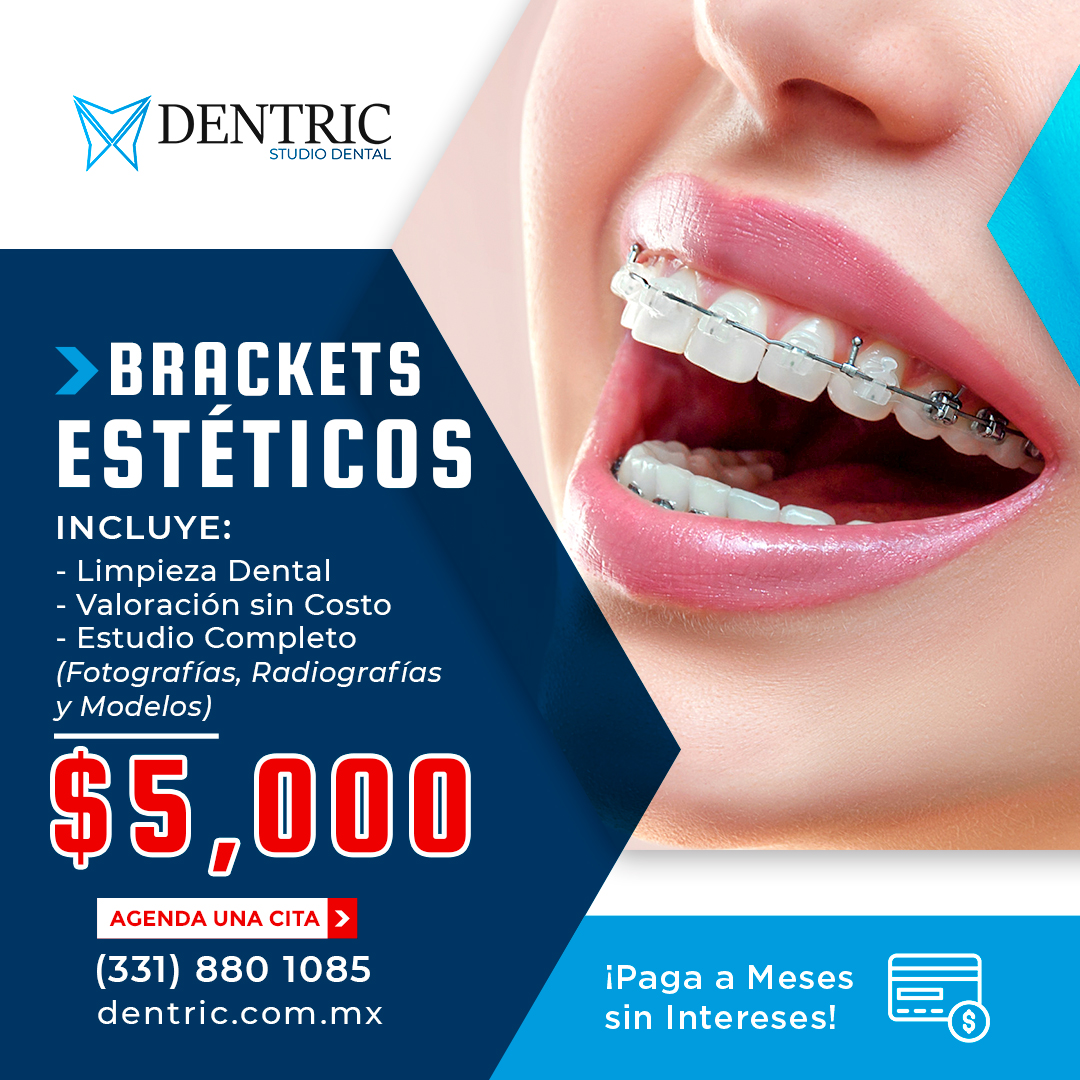 DENTRIC
STUDIO DENTAL
BRACKETS
ESTÉTICOS
INCLUYE:
- Limpieza Dental
- Valoración sin Costo
- Estudio Completo
(Fotografías, Radiografías
y Modelos)
$5,000
AGENDA UNA CITA
(331) 880 1085
dentric.com.mx
¡Paga a Meses
sin Intereses!
$